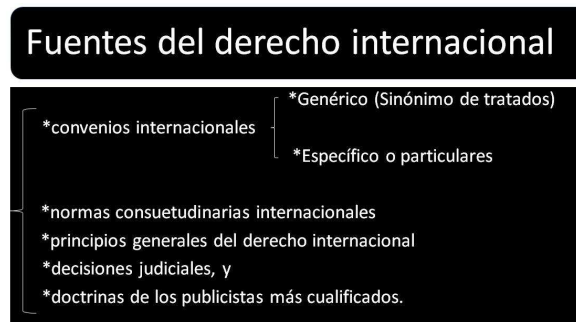 Fuentes del derecho internacional
*Genérico (Sinónimo de tratados)
*convenios internacionales
*Específico o particulares
*normas consuetudinarias internacionales
*principios generales del derecho internacional
*decisiones judiciales, y
*doctrinas de los publicistas más cualificados.